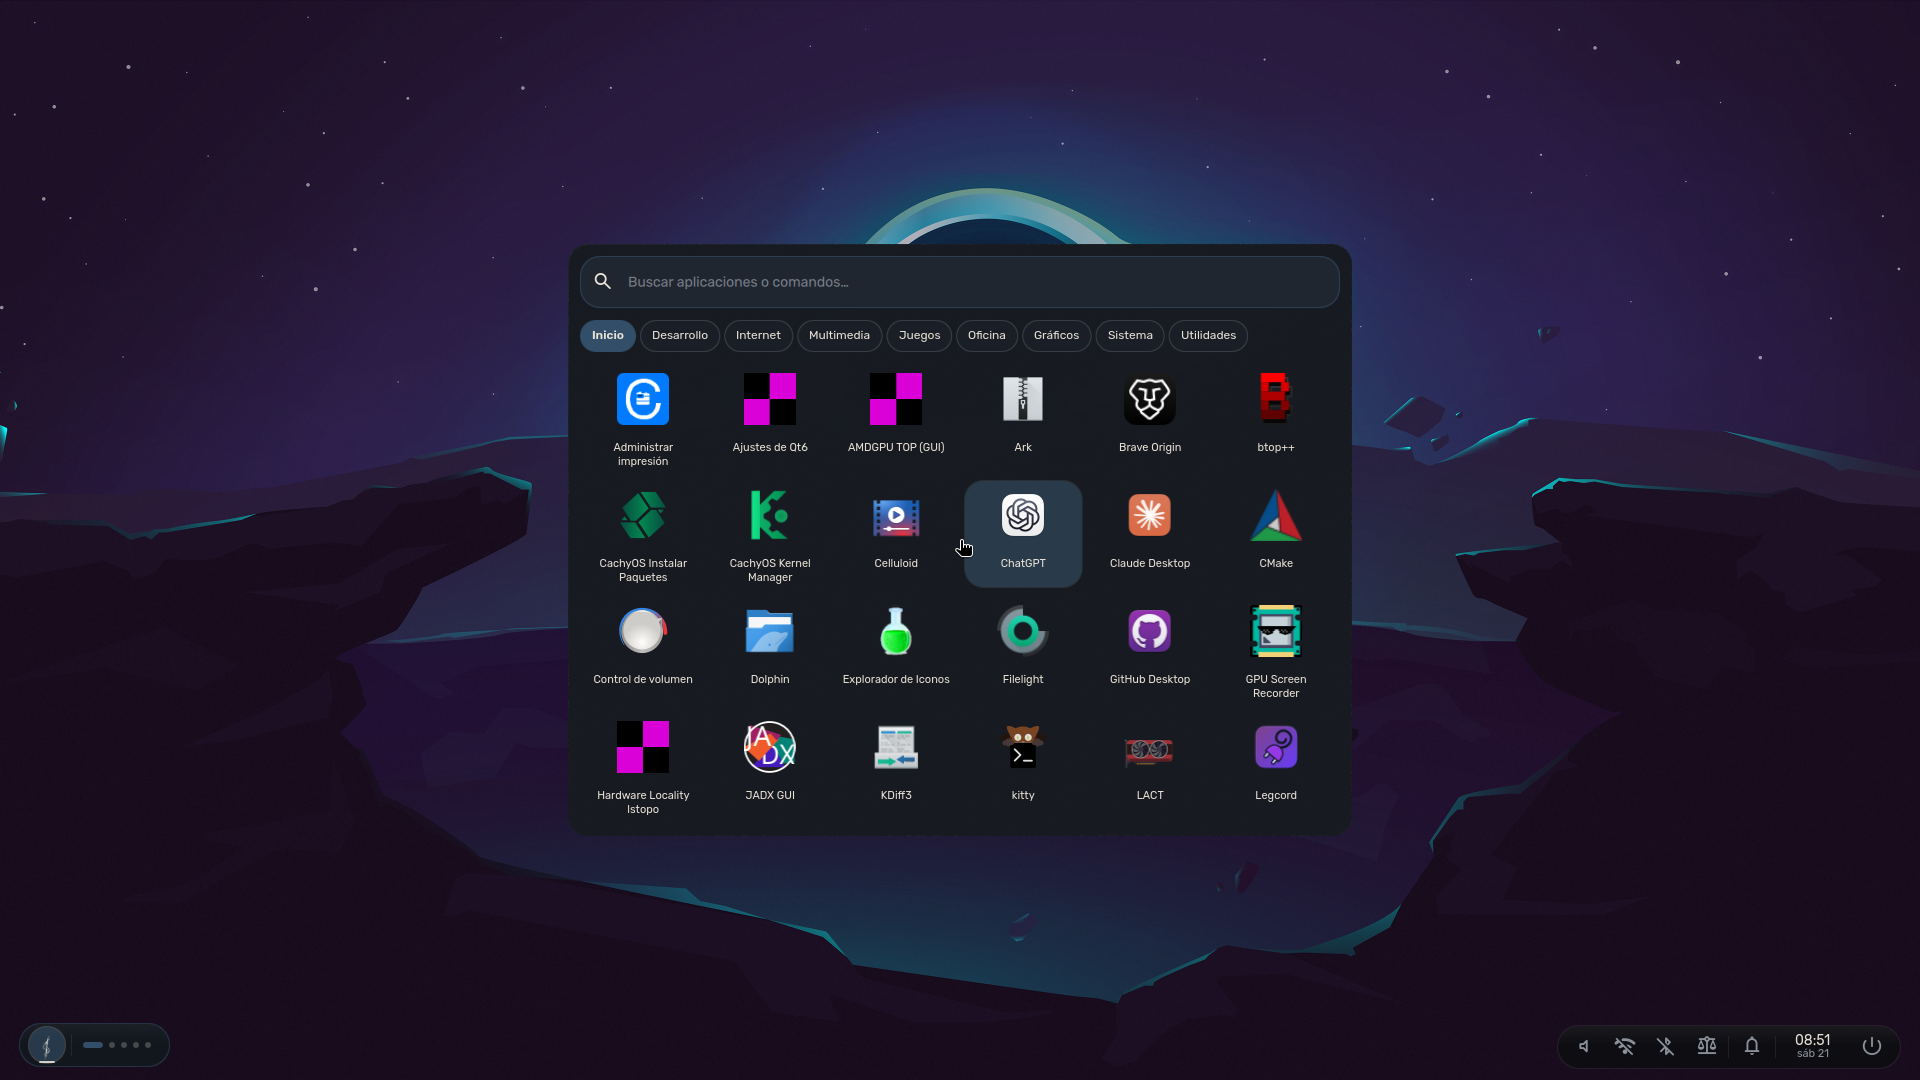 Buscar aplicaciones o comandos...
Inicio Desarrollo Internet Multimedia Juegos Oficina Gráficos Sistema Utilidades
Administrar
impresión
Ajustes de Qt6
AMDGPU TOP (GUI)
Ark
Brave Origin
btop++
CachyOS Instalar
Paquetes
CachyOS Kernel
Manager
Celluloid
ChatGPT
Claude Desktop
CMake
Control de volumen
Dolphin
Explorador de Iconos
Filelight
GitHub Desktop
GPU Screen
Recorder
Hardware Locality
lstopo
JADX GUI
JA
DX
KDiff3
kitty
LACT
Legcord
08:51
sáb 21